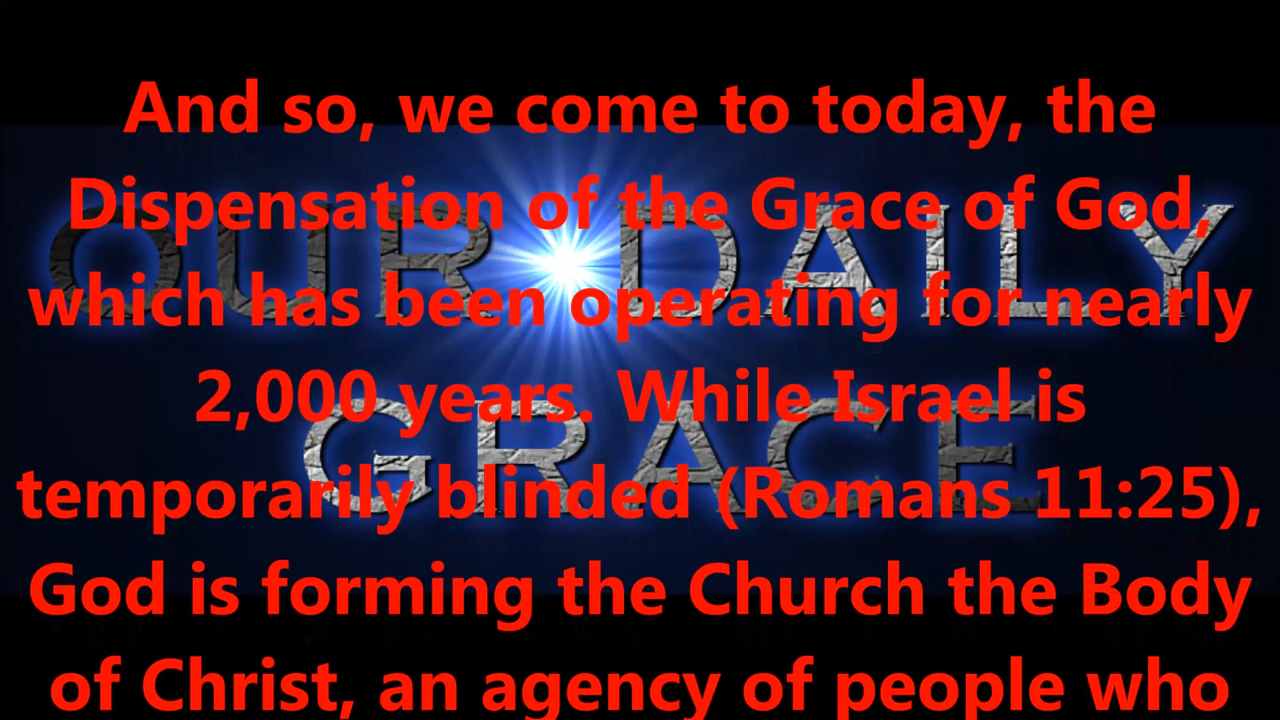 And so, we come to today, the
Dispensation of the Grace of God,
which has been operating for nearly
2,000 years. While Israel is
temporarily blinded (Romans 11:25),
God is forming the Church the Body
of Christ, an agency of people who
OUR DAILY
GRACE